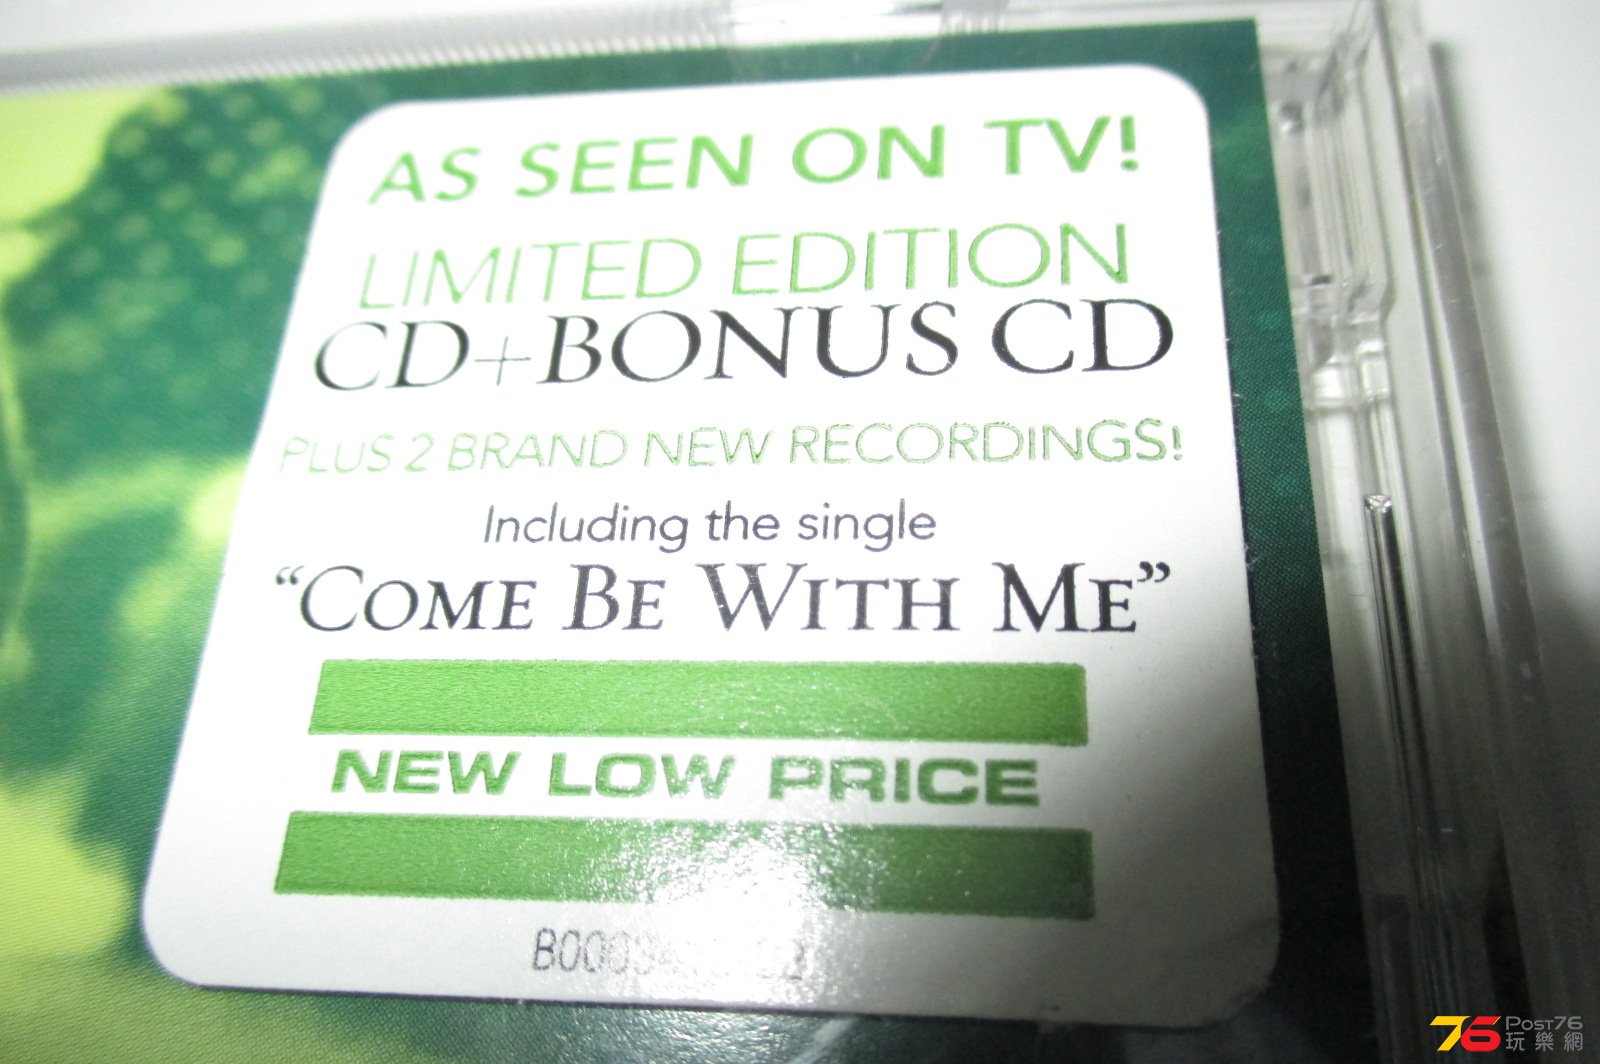 AS SEEN ON TV!
LIMITED EDITION
CD+BONUS CD
PLUS 2 BRAND NEW RECORDINGS!
Including the single
“COME BE WITH ME”
NEW LOW PRICE
76 POST76
玩樂網